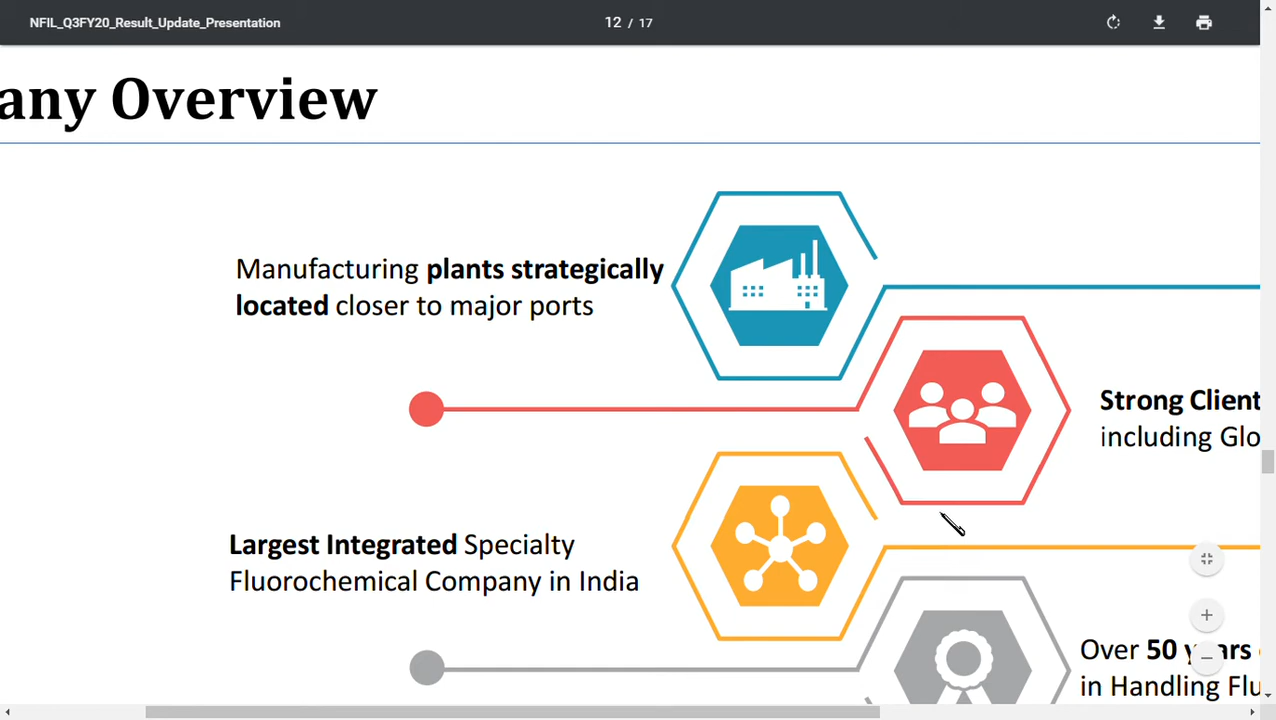 NFIL_Q3FY20_Result_Update_Presentation
12 / 17
any Overview
Manufacturing plants strategically
located closer to major ports
Strong Client
including Glo
Largest Integrated Specialty
Fluorochemical Company in India
Over 50 years
in Handling Flu